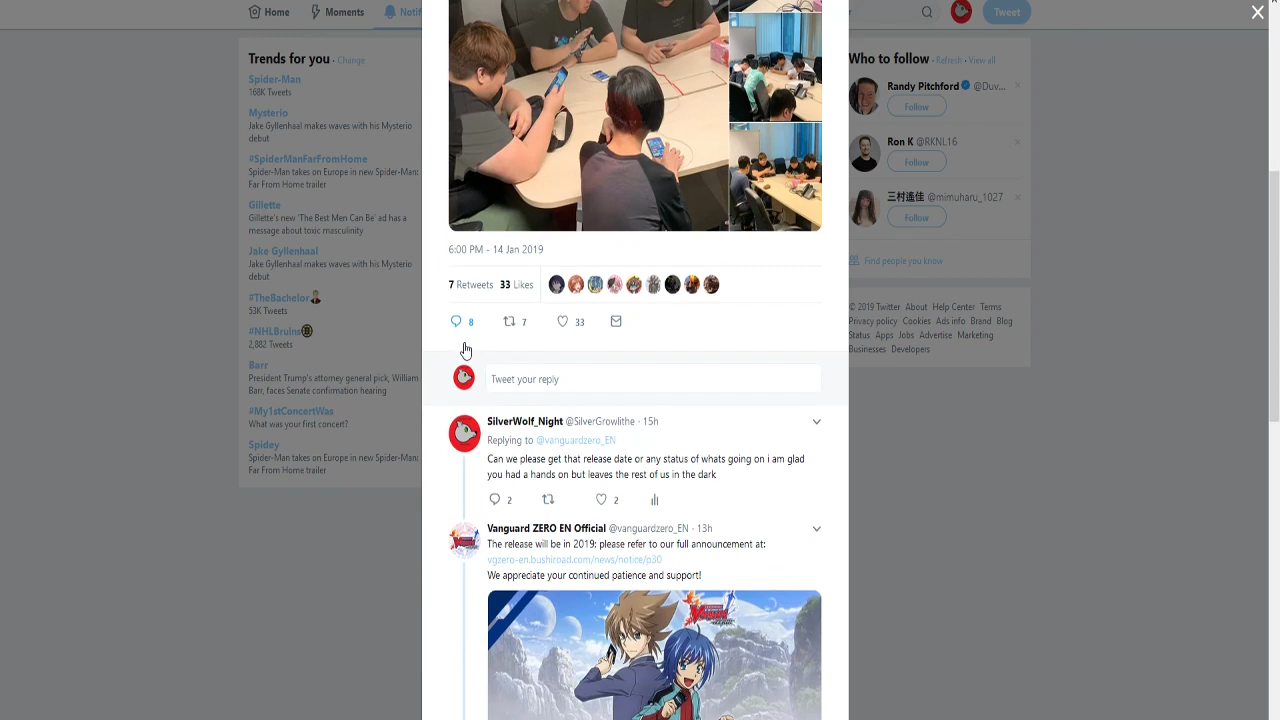 Home
Moments
Tweet
Trends for you · Change
Spider-Man
168K Tweets
Mysterio
Jake Gyllenhaal makes waves with his Mysterio
debut
#SpiderManFarFromHome
Spider-Man takes on Europe in new Spider-Man:
Far From Home trailer
Gillette
Gillette's new 'The Best Men Can Be' ad has a
message about toxic masculinity
Jake Gyllenhaal
Jake Gyllenhaal makes waves with his Mysterio
debut
#TheBachelor
53K Tweets
#NHLBruins
2,882 Tweets
Barr
President Trump's attorney general pick, William
Barr, faces Senate confirmation hearing
#My1stConcertWas
What was your first concert?
Spidey
Spider-Man takes on Europe in new Spider-Man:
Far From Home trailer
6:00 PM - 14 Jan 2019
7 Retweets 33 Likes
8 7 33
Tweet your reply
SilverWolf_Night @SilverGrowlithe · 15h
Replying to @vanguardzero_EN
Can we please get that release date or any status of whats going on i am glad
you had a hands on but leaves the rest of us in the dark
2 2
Vanguard ZERO EN Official @vanguardzero_EN · 13h
The release will be in 2019; please refer to our full announcement at:
vgzero-en.bushiroad.com/news/notice/p30
We appreciate your continued patience and support!
Who to follow · Refresh · View all
Randy Pitchford @Duv...
Follow
Ron K @RKNL16
Follow
三村遙佳 @mimuharu_1027
Follow
Find people you know
© 2019 Twitter About Help Center Terms
Privacy policy Cookies Ads info Brand Blog
Status Apps Jobs Advertise Marketing
Businesses Developers